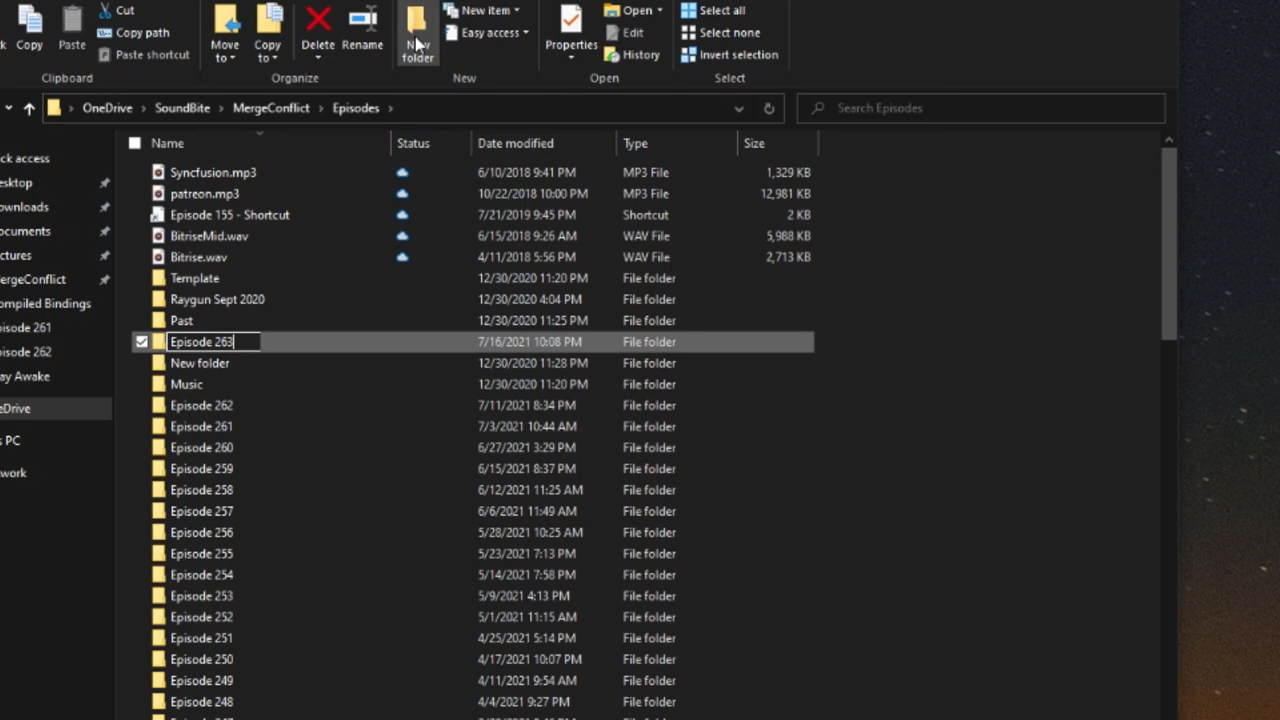 Copy
Paste
Cut
Copy path
Paste shortcut
Clipboard
Move to
Copy to
Delete
Rename
Organize
New folder
New item
Easy access
New
Properties
Open
Edit
History
Open
Select all
Select none
Invert selection
Select
OneDrive > SoundBite > MergeConflict > Episodes >
Search Episodes
ck access
esktop
ownloads
ocuments
ctures
ergeConflict
ompiled Bindings
isode 261
isode 262
ay Awake
eDrive
s PC
work
Name Status Date modified Type Size
Syncfusion.mp3 6/10/2018 9:41 PM MP3 File 1,329 KB
patreon.mp3 10/22/2018 10:00 PM MP3 File 12,981 KB
Episode 155 - Shortcut 7/21/2019 9:45 PM Shortcut 2 KB
BitriseMid.wav 6/15/2018 9:26 AM WAV File 5,988 KB
Bitrise.wav 4/11/2018 5:56 PM WAV File 2,713 KB
Template 12/30/2020 11:20 PM File folder
Raygun Sept 2020 12/30/2020 4:04 PM File folder
Past 12/30/2020 11:25 PM File folder
Episode 263 7/16/2021 10:08 PM File folder
New folder 12/30/2020 11:28 PM File folder
Music 12/30/2020 11:20 PM File folder
Episode 262 7/11/2021 8:34 PM File folder
Episode 261 7/3/2021 10:44 AM File folder
Episode 260 6/27/2021 3:29 PM File folder
Episode 259 6/15/2021 8:37 PM File folder
Episode 258 6/12/2021 11:25 AM File folder
Episode 257 6/6/2021 11:49 AM File folder
Episode 256 5/28/2021 10:25 AM File folder
Episode 255 5/23/2021 7:13 PM File folder
Episode 254 5/14/2021 7:58 PM File folder
Episode 253 5/9/2021 4:13 PM File folder
Episode 252 5/1/2021 11:15 AM File folder
Episode 251 4/25/2021 5:14 PM File folder
Episode 250 4/17/2021 10:07 PM File folder
Episode 249 4/11/2021 9:54 AM File folder
Episode 248 4/4/2021 9:27 PM File folder